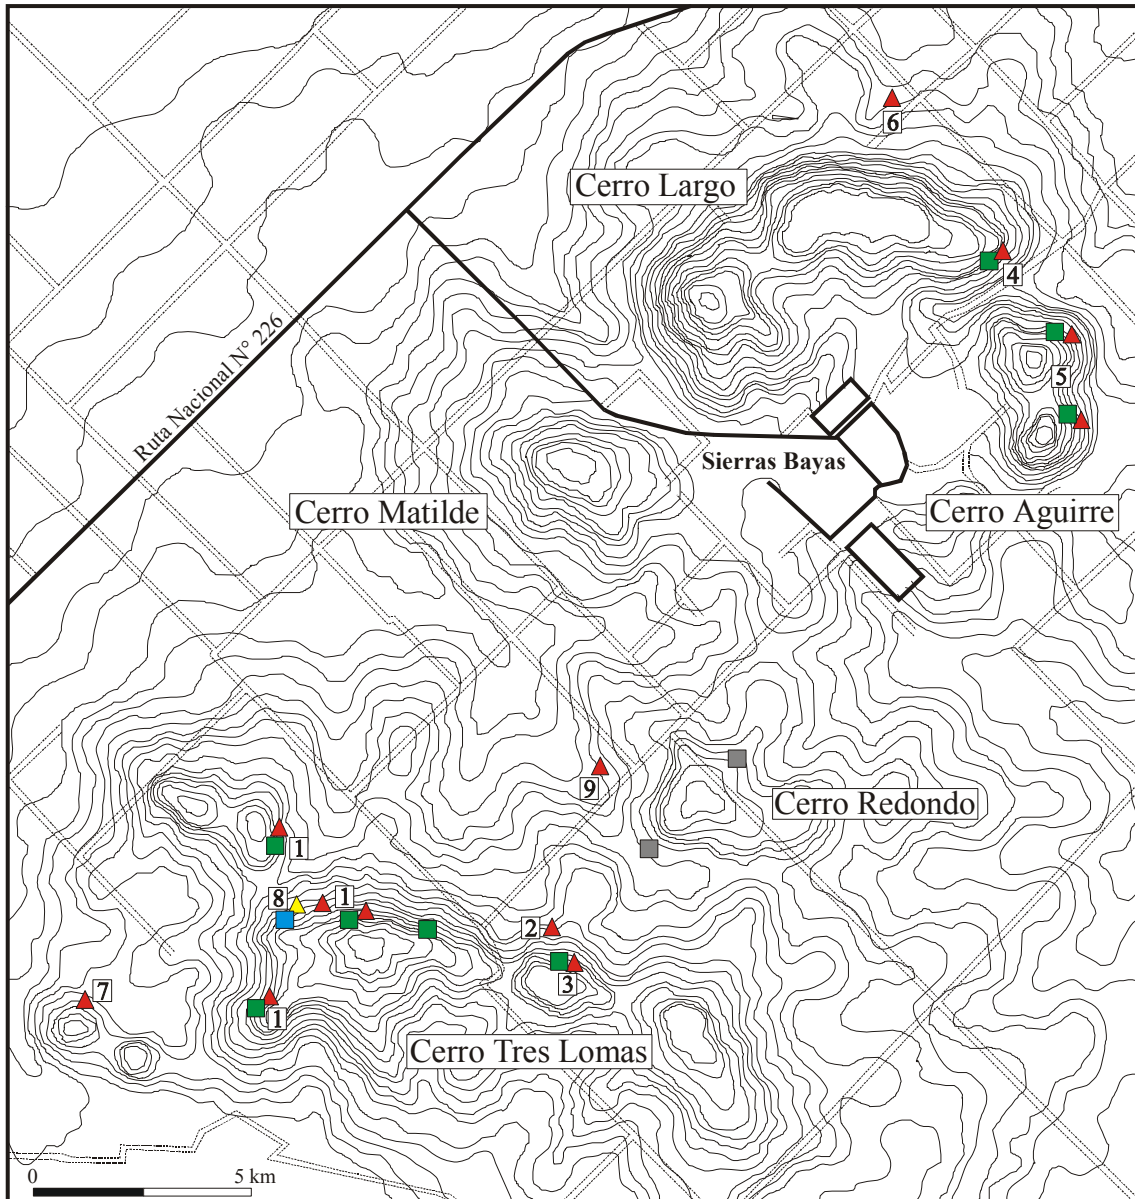 6
Cerro Largo
4
Ruta Nacional N° 226
5
Sierras Bayas
Cerro Matilde
Cerro Aguirre
9
Cerro Redondo
1
8
1
2
3
7
1
Cerro Tres Lomas
0
5 km